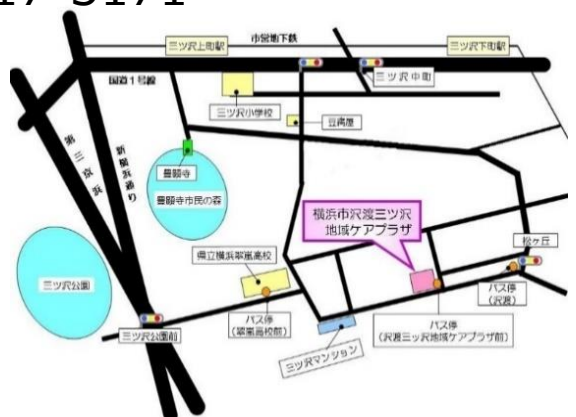 市営地下鉄
三ツ沢上町駅
三ツ沢下町駅
国道1号線
三ツ沢中町
三ツ沢小学校
豆腐屋
第三京浜
新横浜通り
豊顕寺
豊顕寺市民の森
横浜市沢渡三ツ沢
地域ケアプラザ
松ヶ丘
県立横浜翠嵐高校
三ツ沢公園
バス停
(沢渡)
バス停
(翠嵐高校前)
バス停
(沢渡三ッ沢地域ケアプラザ前)
三ツ沢公園前
三ツ沢マンション